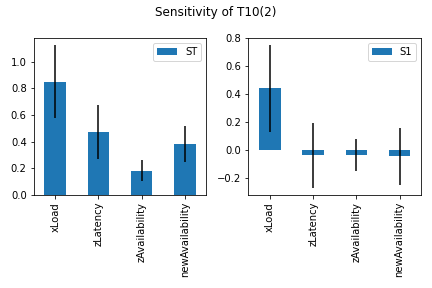 Sensitivity of T10(2)
ST
1.0
0.8
0.6
0.4
0.2
0.0
xLoad
zLatency
zAvailability
newAvailability
S1
0.8
0.6
0.4
0.2
0.0
−0.2
xLoad
zLatency
zAvailability
newAvailability